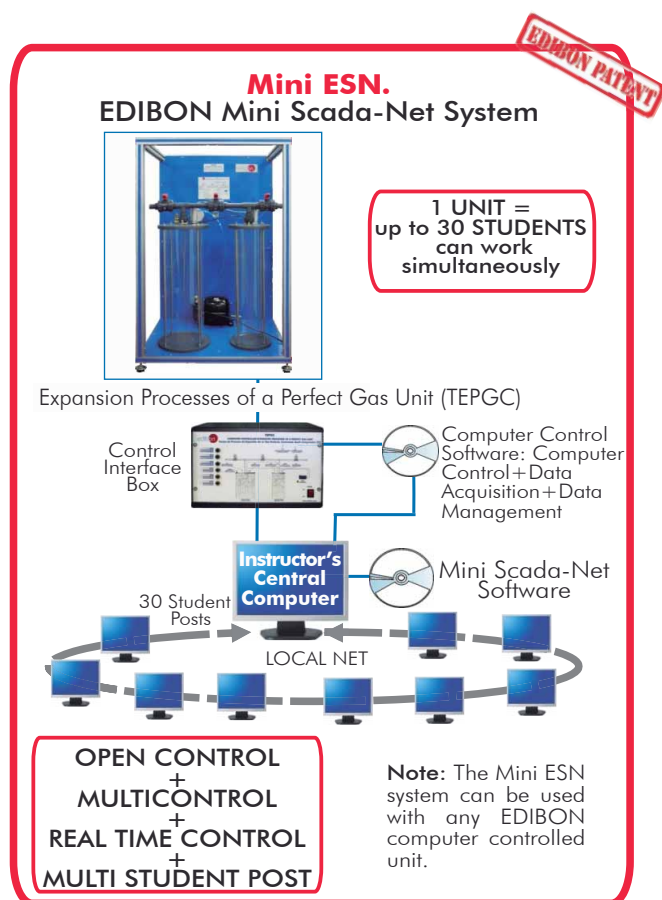 EDIBON PATENT
Mini ESN.
EDIBON Mini Scada-Net System
1 UNIT =
up to 30 STUDENTS
can work
simultaneously
Expansion Processes of a Perfect Gas Unit (TEPGC)
Control
Interface
Box
Computer Control
Software: Computer
Control+Data
Acquisition+Data
Management
Instructor's
Central
Computer
Mini Scada-Net
Software
30 Student
Posts
LOCAL NET
OPEN CONTROL
+
MULTICONTROL
+
REAL TIME CONTROL
+
MULTI STUDENT POST
Note: The Mini ESN
system can be used
with any EDIBON
computer controlled
unit.